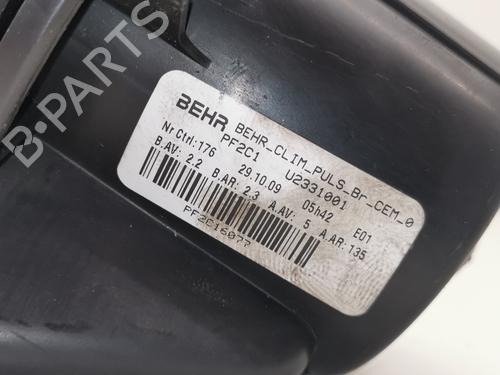 BEHR BEHR_CLIM_PULS_Br_CEM_0
PF2C1 U2331001
Nr Ctrl:176 29.10.09 05h42 E01
B.AV: 2.2 B.AR: 2.3 A.AV: 5 A.AR:135
PF2C16077
B-PARTS